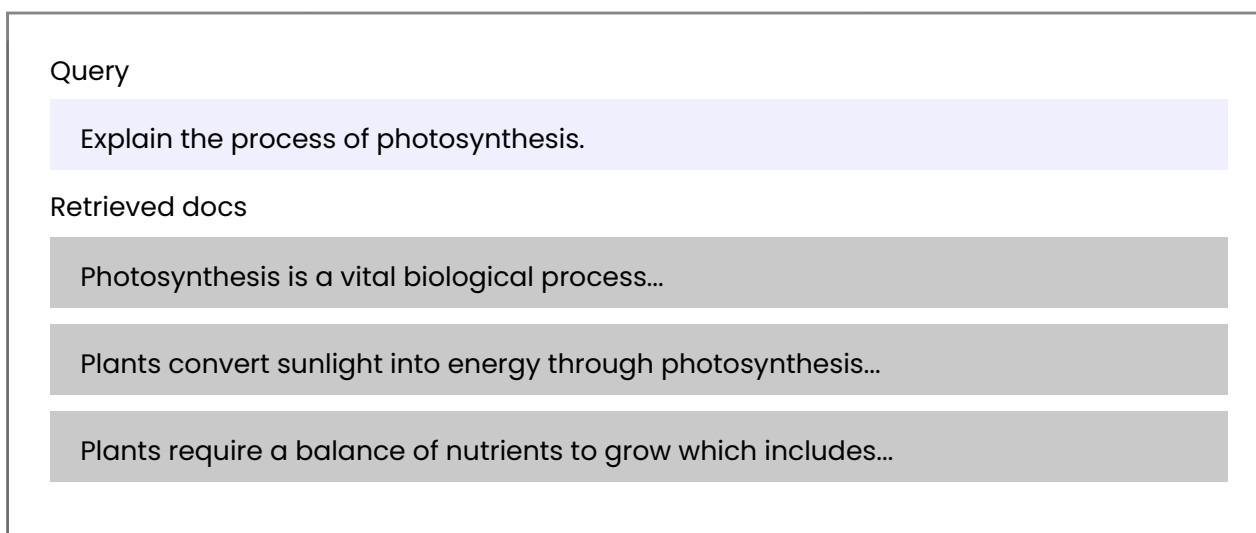 Query
Explain the process of photosynthesis.
Retrieved docs
Photosynthesis is a vital biological process...
Plants convert sunlight into energy through photosynthesis...
Plants require a balance of nutrients to grow which includes...